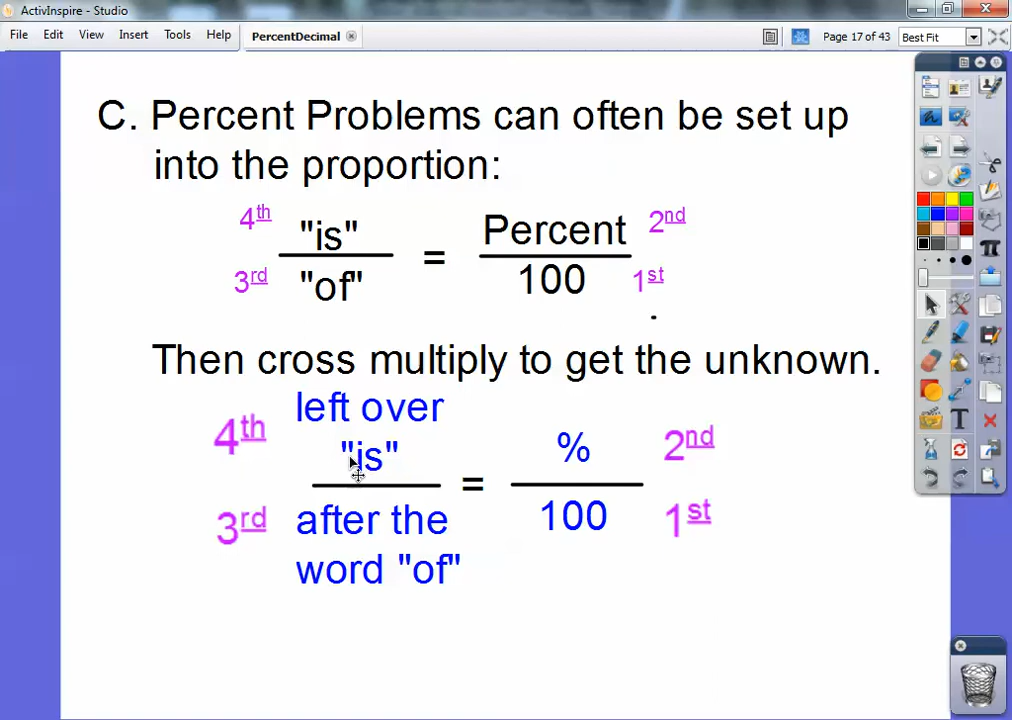 ActivInspire - Studio
File Edit View Insert Tools Help PercentDecimal Page 17 of 43 Best Fit
C. Percent Problems can often be set up
into the proportion:
4th "is" = Percent 2nd
3rd "of" 100 1st
.
Then cross multiply to get the unknown.
left over
4th "is" = % 2nd
3rd after the 100 1st
word "of"